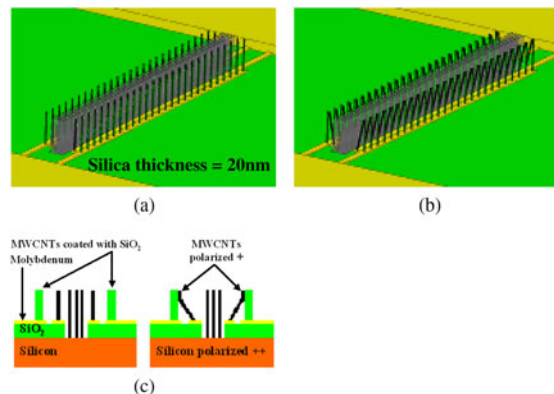 Silica thickness = 20nm
(a)
(b)
MWCNTs coated with SiO2
Molybdenum
MWCNTs
polarized +
SiO2
Silicon
Silicon polarized ++
(c)